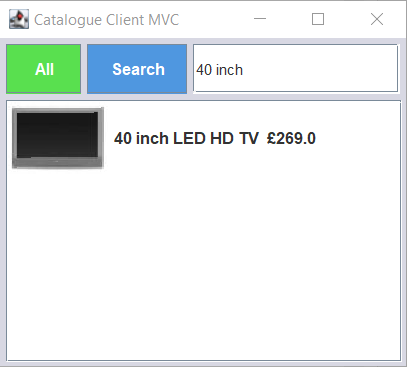 Catalogue Client MVC
All Search 40 inch
40 inch LED HD TV £269.0